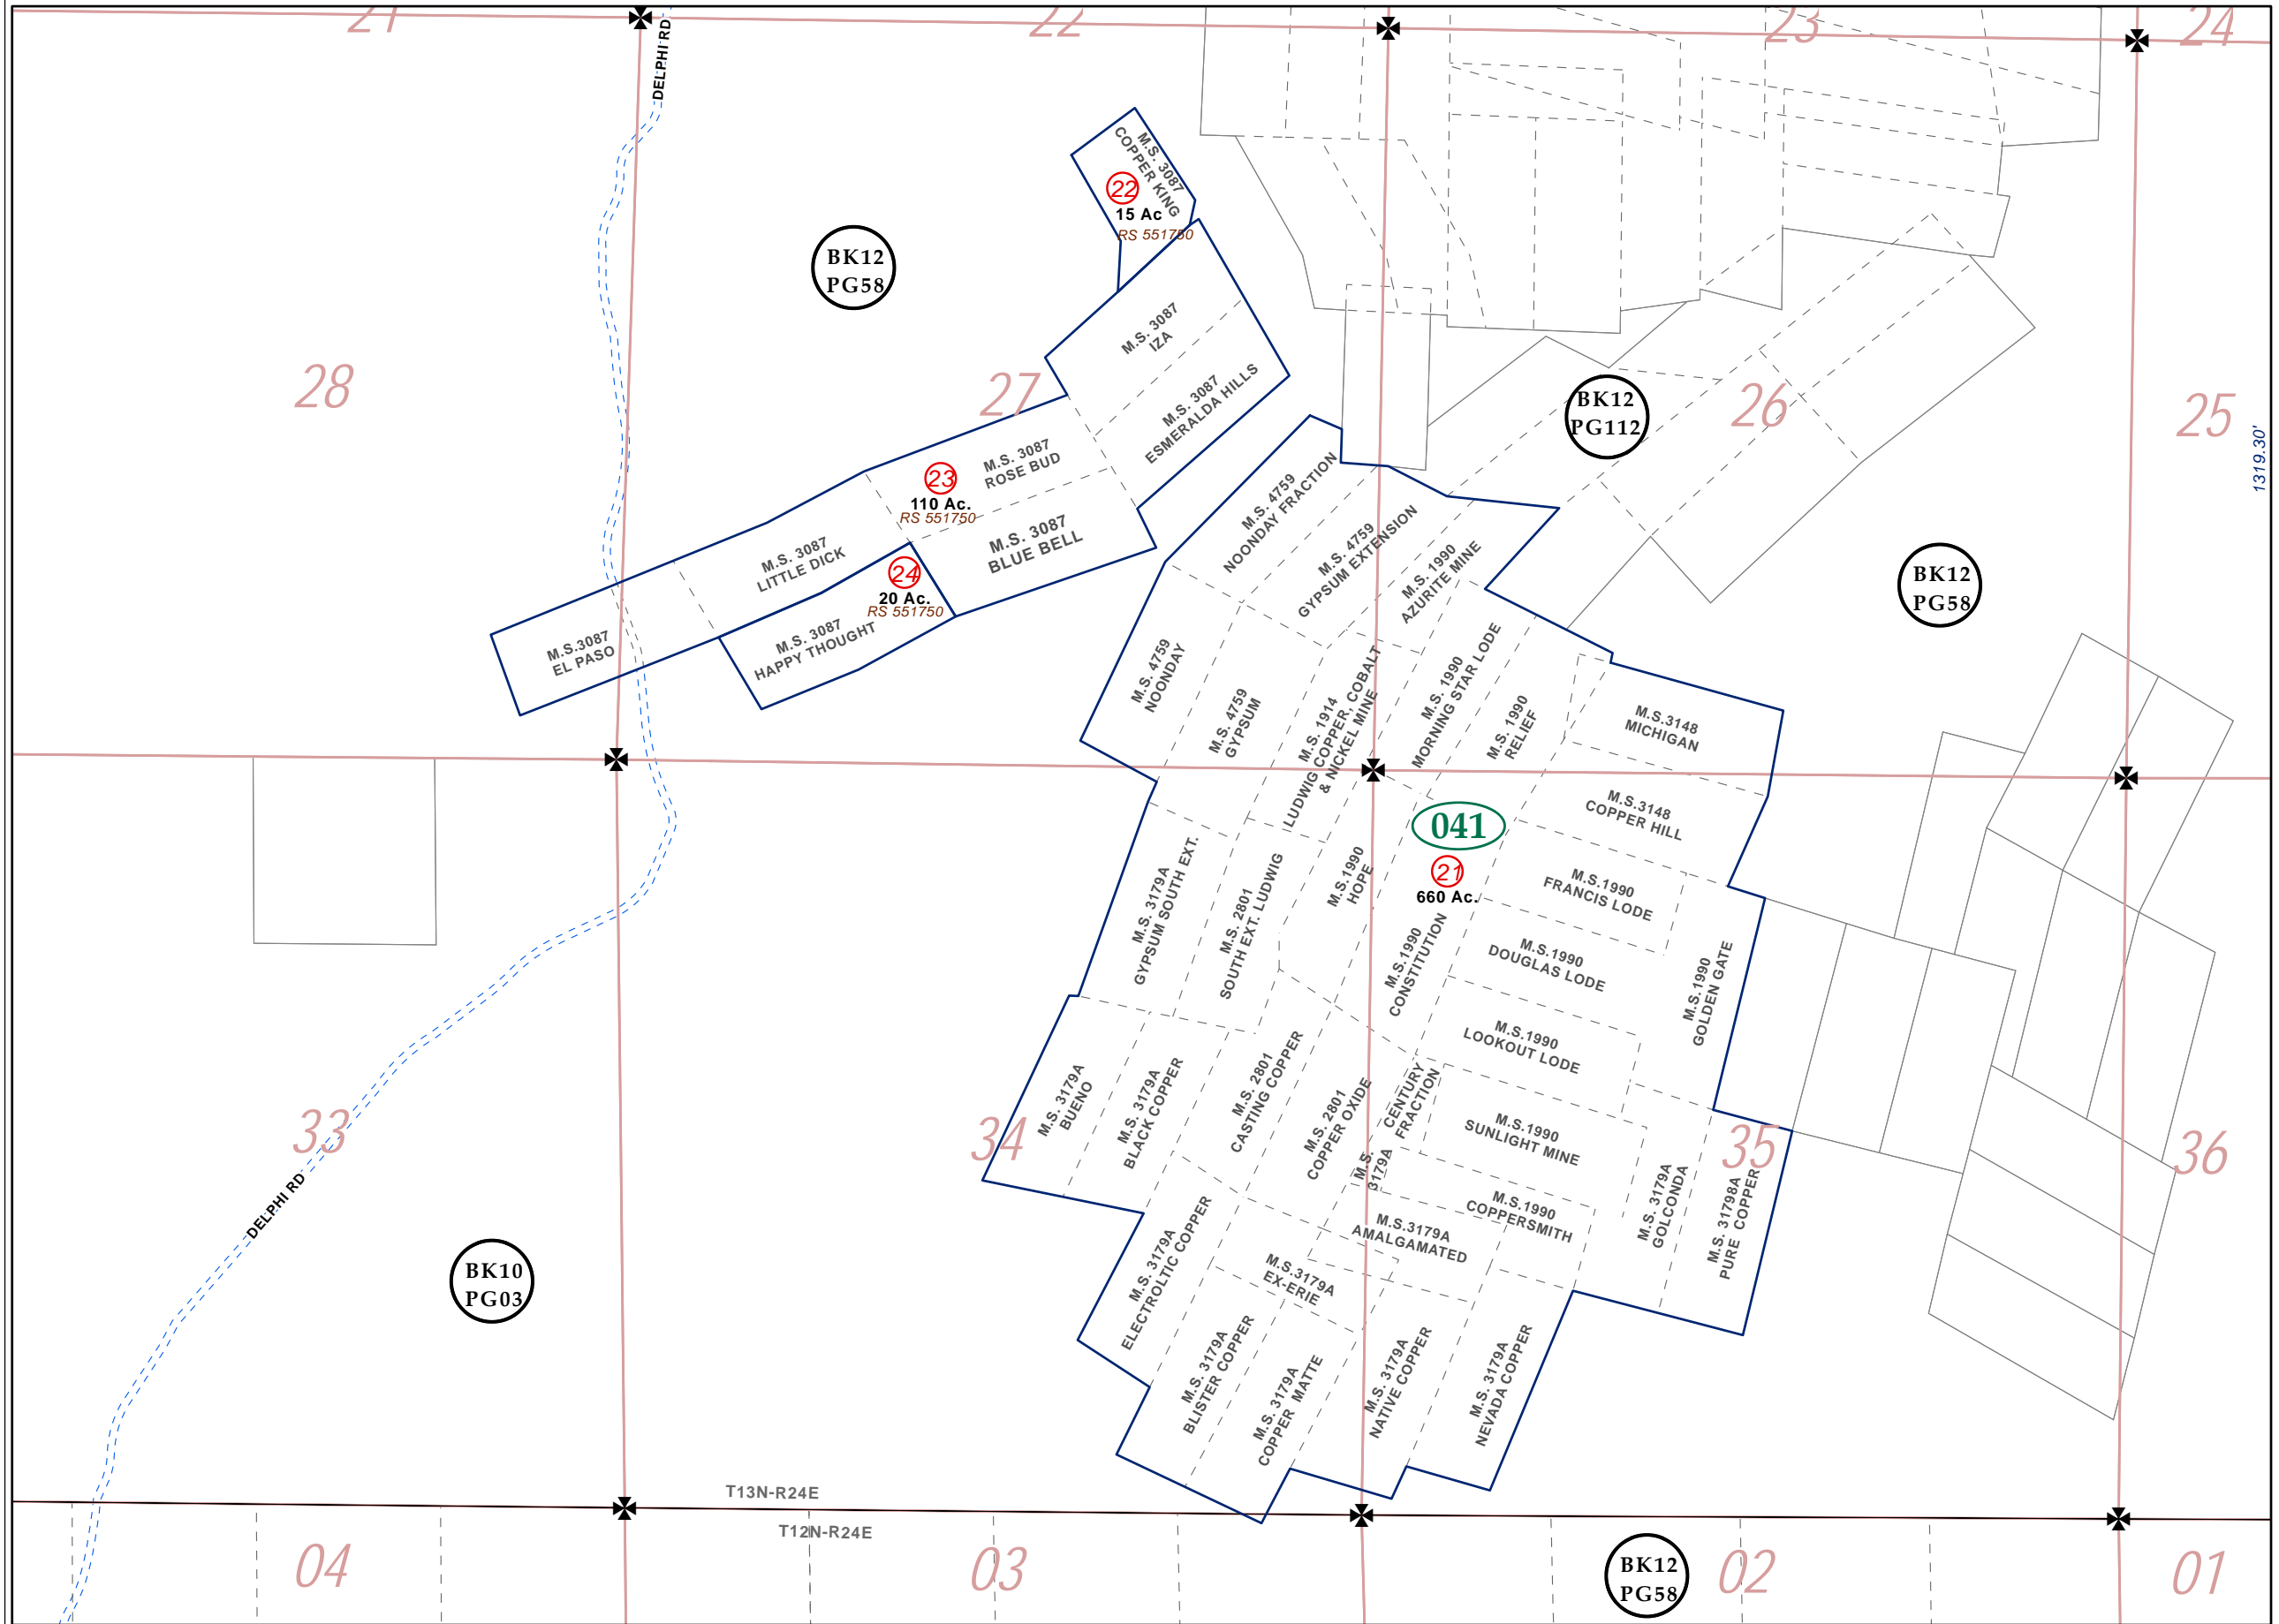 21
22
23
24
DELPHI RD
M.S. 3087
COPPER KING
22
15 Ac
RS 551750
BK12
PG58
M.S. 3087
IZA
28
27
M.S. 3087
ESMERALDA HILLS
BK12
PG112
26
25
1319.30'
M.S. 3087
ROSE BUD
23
110 Ac.
RS 551750
M.S. 3087
BLUE BELL
M.S. 3087
LITTLE DICK
24
20 Ac.
RS 551750
M.S. 3087
HAPPY THOUGHT
M.S.3087
EL PASO
M.S. 4759
NOONDAY FRACTION
M.S. 4759
GYPSUM EXTENSION
M.S. 1990
AZURITE MINE
BK12
PG58
M.S. 4759
NOONDAY
M.S. 4759
GYPSUM
M.S. 1914
LUDWIG COPPER, COBALT
& NICKEL MINE
M.S. 1990
MORNING STAR LODE
M.S. 1990
RELIEF
M.S.3148
MICHIGAN
M.S.3148
COPPER HILL
041
21
660 Ac.
M.S. 3179A
GYPSUM SOUTH EXT.
M.S. 2801
SOUTH EXT. LUDWIG
M.S.1990
HOPE
M.S.1990
FRANCIS LODE
M.S.1990
CONSTITUTION
M.S.1990
DOUGLAS LODE
M.S.1990
GOLDEN GATE
M.S.1990
LOOKOUT LODE
33
34
M.S. 3179A
BUENO
M.S. 3179A
BLACK COPPER
M.S. 2801
CASTING COPPER
M.S. 2801
COPPER OXIDE
M.S.
3179A
CENTURY
FRACTION
M.S.1990
SUNLIGHT MINE
35
36
M.S.1990
COPPERSMITH
M.S. 3179A
GOLCONDA
M.S. 31798A
PURE COPPER
DELPHI RD
M.S.3179A
AMALGAMATED
M.S. 3179A
ELECTROLTIC COPPER
M.S.3179A
EX-ERIE
BK10
PG03
M.S. 3179A
BLISTER COPPER
M.S. 3179A
COPPER MATTE
M.S. 3179A
NATIVE COPPER
M.S. 3179A
NEVADA COPPER
T13N-R24E
T12N-R24E
04
03
BK12
PG58
02
01